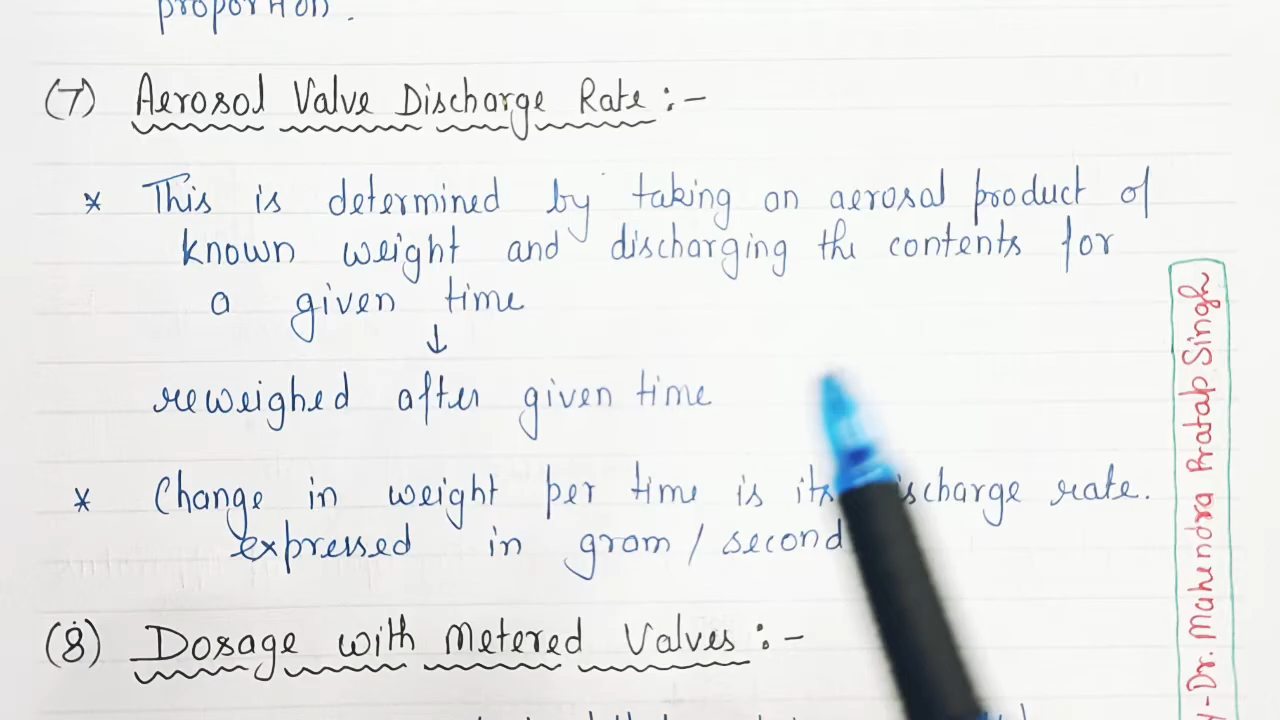 proportion.
(7) Aerosol Valve Discharge Rate :-
* This is determined by taking an aerosal product of
known weight and discharging the contents for
a given time
↓
reweighed after given time
* Change in weight per time is its discharge rate.
expressed in gram / second
(8) Dosage with Metered Valves :-
y-Dr. Mahendra Pratap Singh